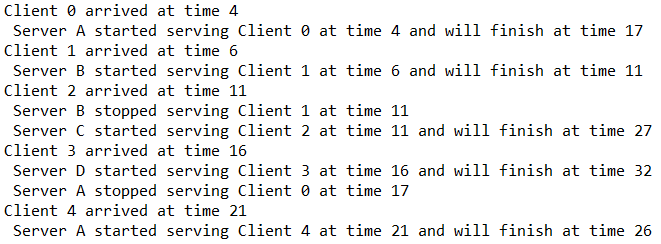 Client 0 arrived at time 4
 Server A started serving Client 0 at time 4 and will finish at time 17
Client 1 arrived at time 6
 Server B started serving Client 1 at time 6 and will finish at time 11
Client 2 arrived at time 11
 Server B stopped serving Client 1 at time 11
 Server C started serving Client 2 at time 11 and will finish at time 27
Client 3 arrived at time 16
 Server D started serving Client 3 at time 16 and will finish at time 32
 Server A stopped serving Client 0 at time 17
Client 4 arrived at time 21
 Server A started serving Client 4 at time 21 and will finish at time 26